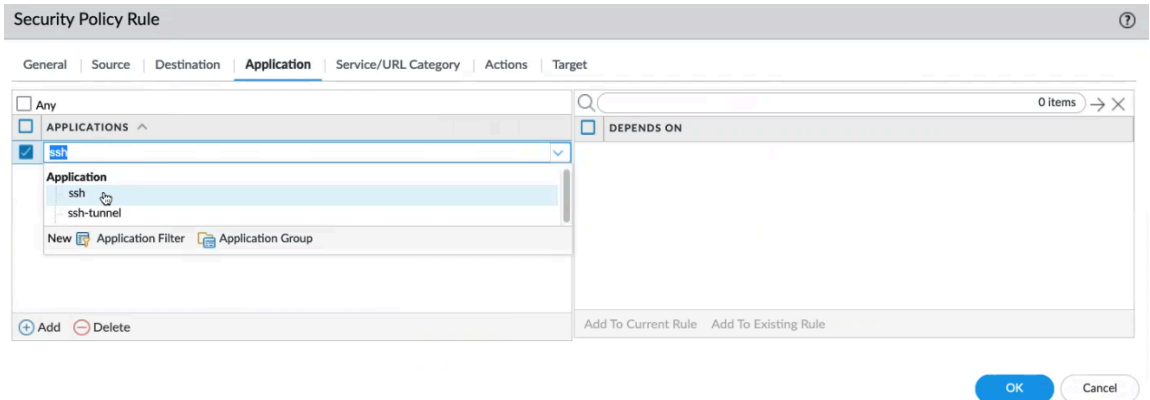 Security Policy Rule
General Source Destination Application Service/URL Category Actions Target
Any
0 items
APPLICATIONS
DEPENDS ON
ssh
Application
ssh
ssh-tunnel
New Application Filter Application Group
Add Delete
Add To Current Rule Add To Existing Rule
OK Cancel